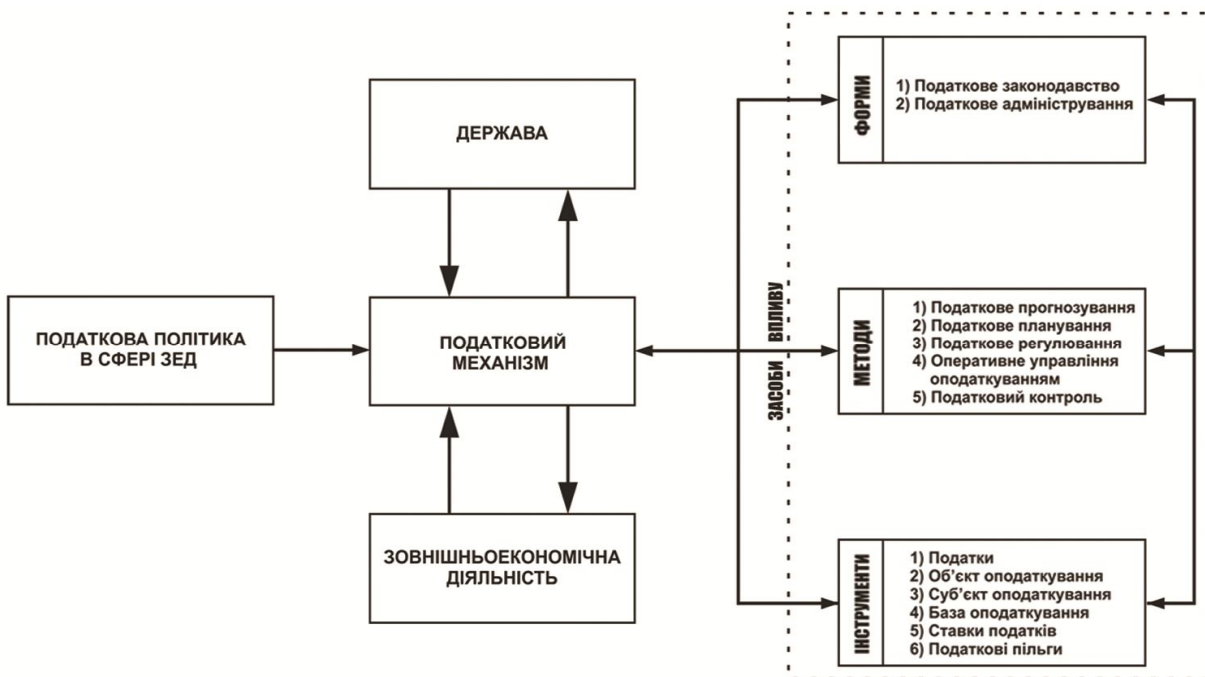 ДЕРЖАВА
ПОДАТКОВА ПОЛІТИКА
В СФЕРІ ЗЕД
ПОДАТКОВИЙ
МЕХАНІЗМ
ЗОВНІШНЬОЕКОНОМІЧНА
ДІЯЛЬНІСТЬ
ЗАСОБИ ВПЛИВУ
ФОРМИ
1) Податкове законодавство
2) Податкове адміністрування
МЕТОДИ
1) Податкове прогнозування
2) Податкове планування
3) Податкове регулювання
4) Оперативне управління
оподаткуванням
5) Податковий контроль
ІНСТРУМЕНТИ
1) Податки
2) Об’єкт оподаткування
3) Суб’єкт оподаткування
4) База оподаткування
5) Ставки податків
6) Податкові пільги